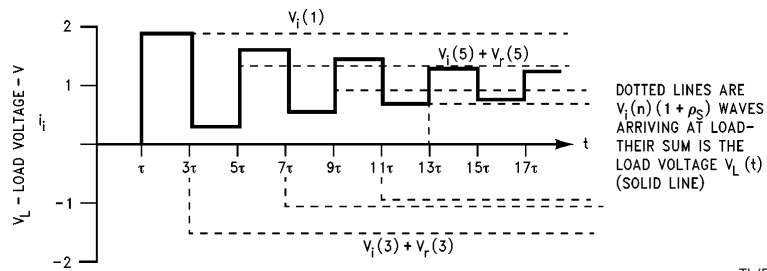 2
V_i(1)
V_i(5) + V_r(5)
1
V_L – LOAD VOLTAGE – V
t
τ 3τ 5τ 7τ 9τ 11τ 13τ 15τ 17τ
-1
V_i(3) + V_r(3)
-2
DOTTED LINES ARE
V_i(n) (1 + ρ_S) WAVES
ARRIVING AT LOAD–
THEIR SUM IS THE
LOAD VOLTAGE V_L (t)
(SOLID LINE)